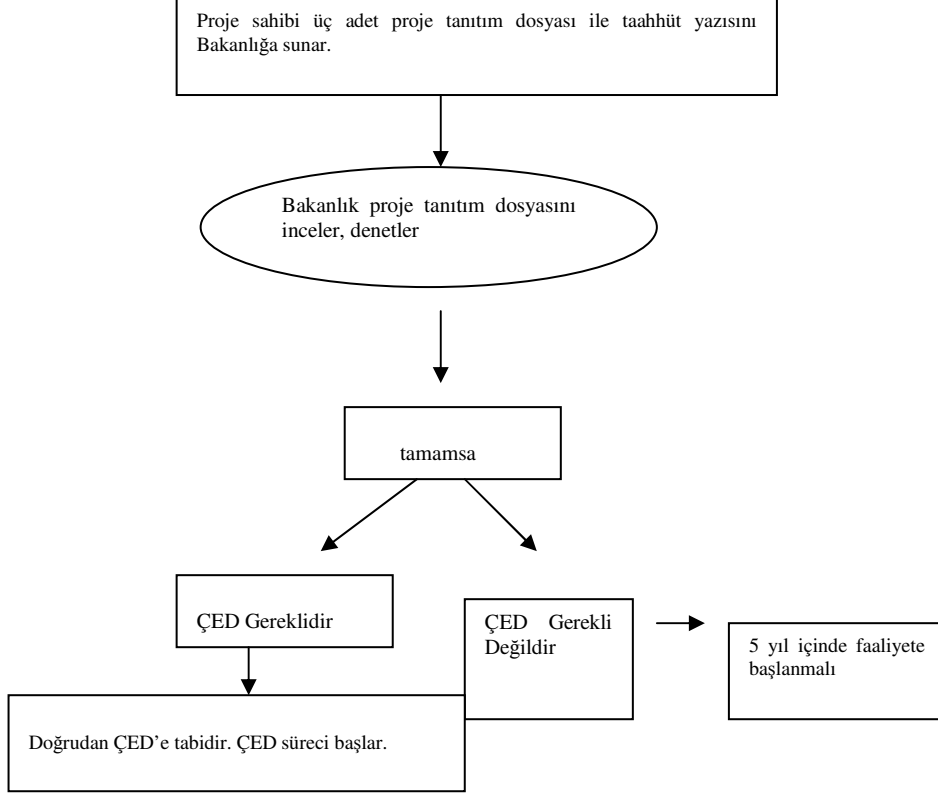 Proje sahibi üç adet proje tanıtım dosyası ile taahhüt yazısını
Bakanlığa sunar.
Bakanlık proje tanıtım dosyasını
inceler, denetler
tamamsa
ÇED Gereklidir
ÇED Gerekli
Değildir
5 yıl içinde faaliyete
başlanmalı
Doğrudan ÇED’e tabidir. ÇED süreci başlar.